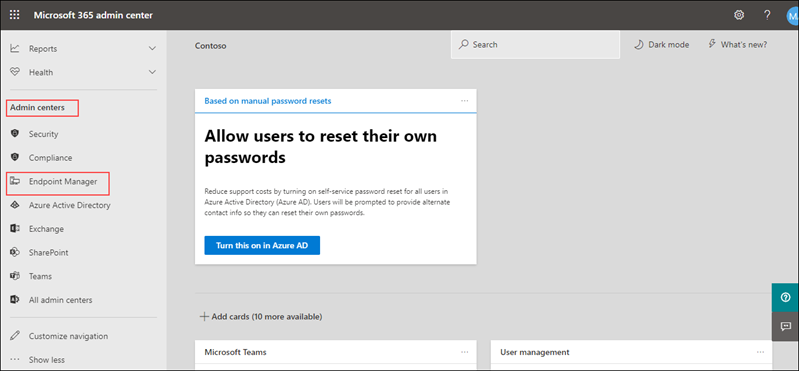 Microsoft 365 admin center
?
M
Reports
Health
Admin centers
Security
Compliance
Endpoint Manager
Azure Active Directory
Exchange
SharePoint
Teams
All admin centers
Customize navigation
... Show less
Contoso
Search
Dark mode
What's new?
Based on manual password resets ...
Allow users to reset their own
passwords
Reduce support costs by turning on self-service password reset for all users in
Azure Active Directory (Azure AD). Users will be prompted to provide alternate
contact info so they can reset their own passwords.
Turn this on in Azure AD
+ Add cards (10 more available)
Microsoft Teams ...
User management ...